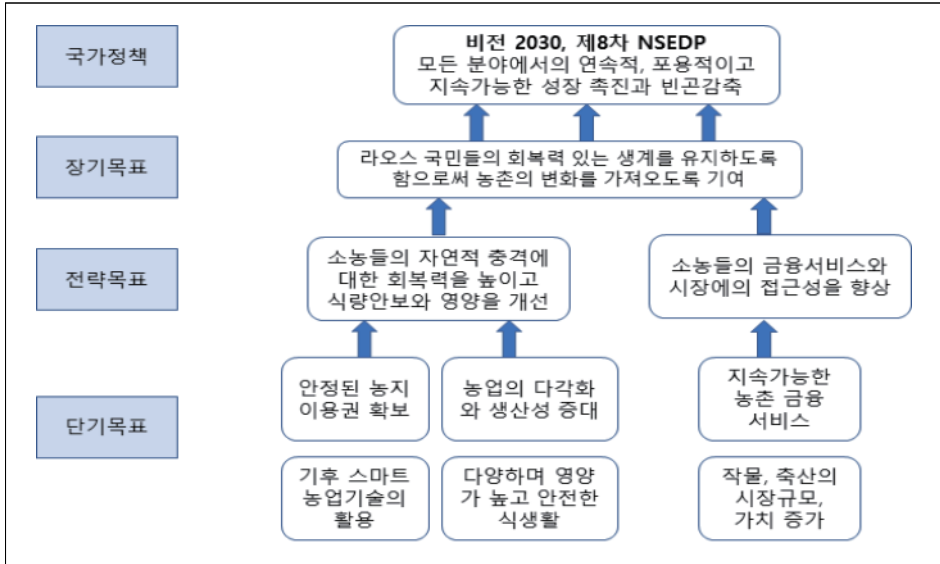 국가정책
비전 2030, 제8차 NSEDP
모든 분야에서의 연속적, 포용적이고
지속가능한 성장 촉진과 빈곤감축
장기목표
라오스 국민들의 회복력 있는 생계를 유지하도록
함으로써 농촌의 변화를 가져오도록 기여
전략목표
소농들의 자연적 충격에
대한 회복력을 높이고
식량안보와 영양을 개선
소농들의 금융서비스와
시장에의 접근성을 향상
단기목표
안정된 농지
이용권 확보
농업의 다각화
와 생산성 증대
지속가능한
농촌 금융
서비스
기후 스마트
농업기술의
활용
다양하며 영양
가 높고 안전한
식생활
작물, 축산의
시장규모,
가치 증가